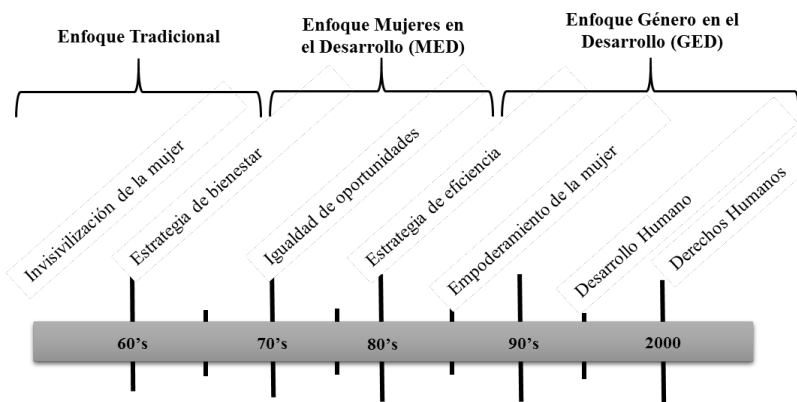 Enfoque Tradicional
Enfoque Mujeres en
el Desarrollo (MED)
Enfoque Género en el
Desarrollo (GED)
Invisivilización de la mujer
Estrategia de bienestar
Igualdad de oportunidades
Estrategia de eficiencia
Empoderamiento de la mujer
Desarrollo Humano
Derechos Humanos
60’s
70’s
80’s
90’s
2000